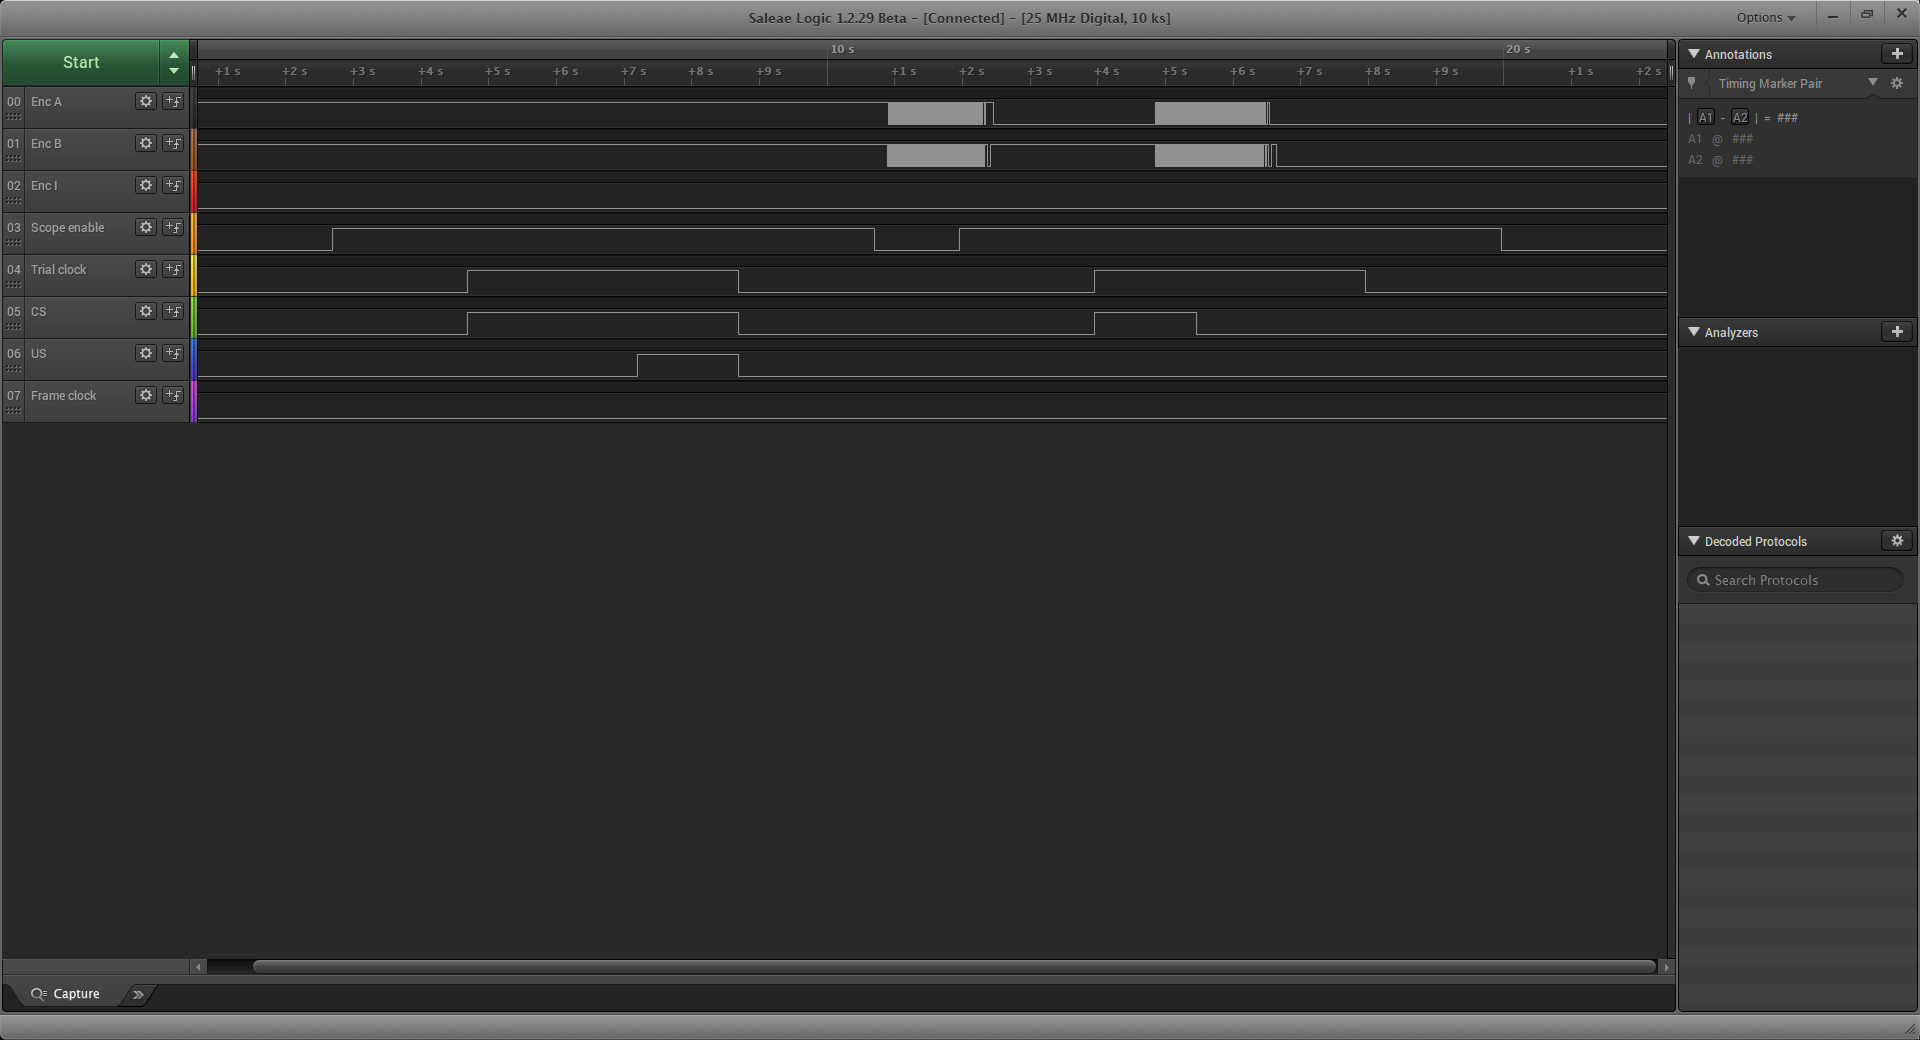 Saleae Logic 1.2.29 Beta - [Connected] - [25 MHz Digital, 10 ks]
Options
Start
10 s
20 s
+1 s +2 s +3 s +4 s +5 s +6 s +7 s +8 s +9 s +1 s +2 s +3 s +4 s +5 s +6 s +7 s +8 s +9 s +1 s +2 s
00 Enc A
01 Enc B
02 Enc I
03 Scope enable
04 Trial clock
05 CS
06 US
07 Frame clock
Annotations
Timing Marker Pair
| A1 - A2 | = ###
A1 @ ###
A2 @ ###
Analyzers
Decoded Protocols
Search Protocols
Capture